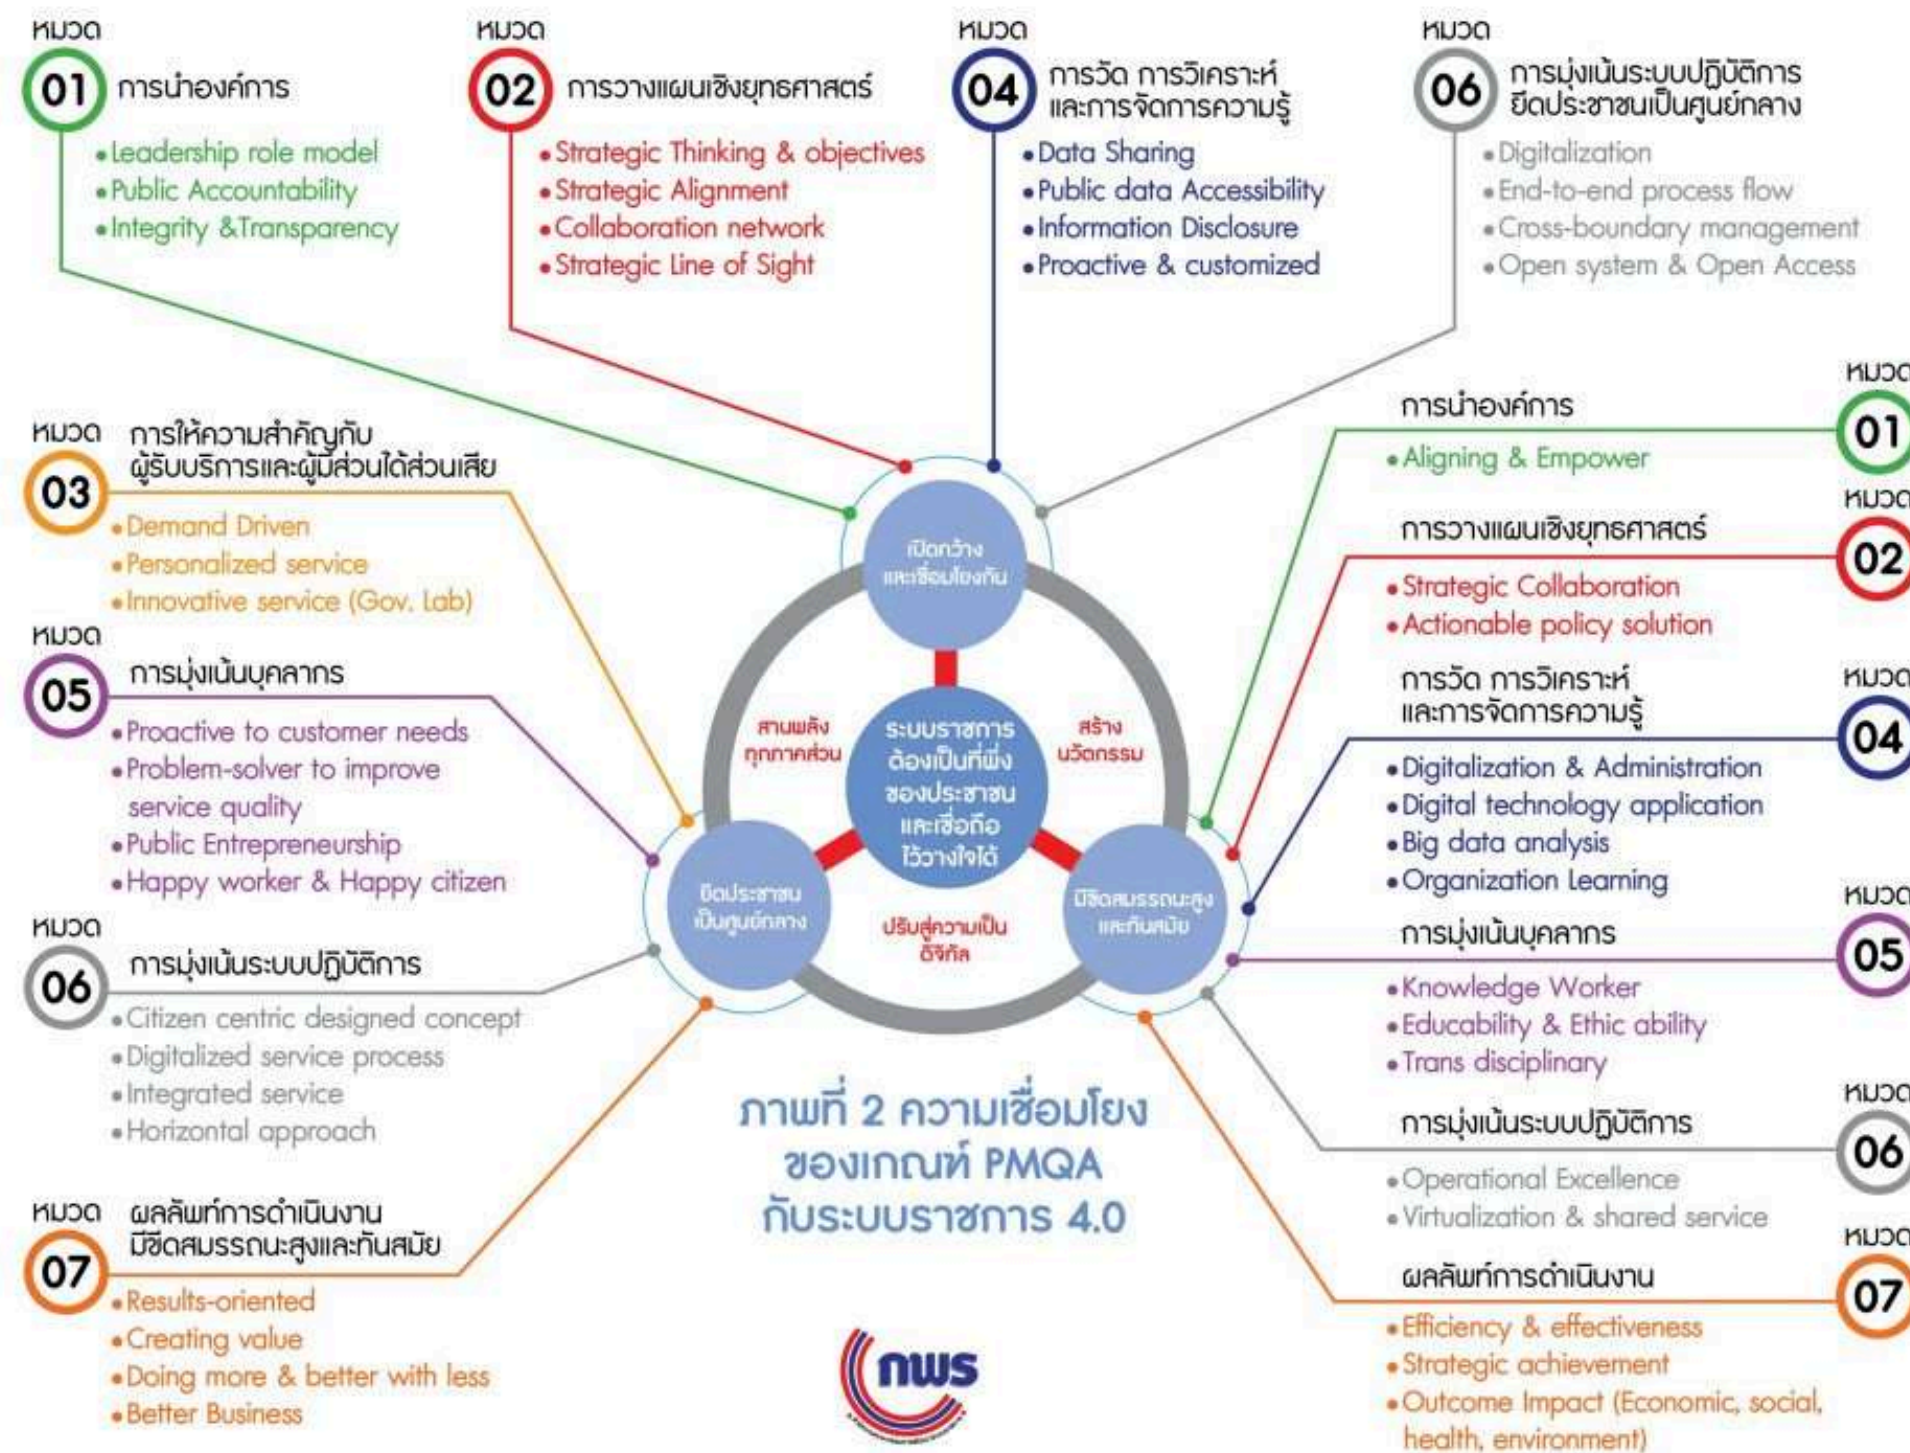 หมวด
01
การนำองค์การ
• Leadership role model
• Public Accountability
• Integrity &Transparency
หมวด
02
การวางแผนเชิงยุทธศาสตร์
• Strategic Thinking & objectives
• Strategic Alignment
• Collaboration network
• Strategic Line of Sight
หมวด
04
การวัด การวิเคราะห์
และการจัดการความรู้
• Data Sharing
• Public data Accessibility
• Information Disclosure
• Proactive & customized
หมวด
06
การมุ่งเน้นระบบปฏิบัติการ
ยึดประชาชนเป็นศูนย์กลาง
• Digitalization
• End-to-end process flow
• Cross-boundary management
• Open system & Open Access
หมวด
03
การให้ความสำคัญกับ
ผู้รับบริการและผู้มีส่วนได้ส่วนเสีย
• Demand Driven
• Personalized service
• Innovative service (Gov. Lab)
หมวด
05
การมุ่งเน้นบุคลากร
• Proactive to customer needs
• Problem-solver to improve
service quality
• Public Entrepreneurship
• Happy worker & Happy citizen
หมวด
06
การมุ่งเน้นระบบปฏิบัติการ
• Citizen centric designed concept
• Digitalized service process
• Integrated service
• Horizontal approach
หมวด
07
ผลลัพท์การดำเนินงาน
มีขีดสมรรถนะสูงและทันสมัย
• Results-oriented
• Creating value
• Doing more & better with less
• Better Business
เปิดกว้าง
และเชื่อมโยงกัน
สานพลัง
ทุกภาคส่วน
ระบบราชการ
ต้องเป็นที่พึ่ง
ของประชาชน
และเชื่อถือ
ไว้วางใจได้
สร้าง
นวัตกรรม
ยึดประชาชน
เป็นศูนย์กลาง
ปรับสู่ความเป็น
ดิจิทัล
มีขีดสมรรถนะสูง
และทันสมัย
ภาพที่ 2 ความเชื่อมโยง
ของเกณฑ์ PMQA
กับระบบราชการ 4.0
กพร
หมวด
01
การนำองค์การ
• Aligning & Empower
หมวด
02
การวางแผนเชิงยุทธศาสตร์
• Strategic Collaboration
• Actionable policy solution
หมวด
04
การวัด การวิเคราะห์
และการจัดการความรู้
• Digitalization & Administration
• Digital technology application
• Big data analysis
• Organization Learning
หมวด
05
การมุ่งเน้นบุคลากร
• Knowledge Worker
• Educability & Ethic ability
• Trans disciplinary
หมวด
06
การมุ่งเน้นระบบปฏิบัติการ
• Operational Excellence
• Virtualization & shared service
หมวด
07
ผลลัพท์การดำเนินงาน
• Efficiency & effectiveness
• Strategic achievement
• Outcome Impact (Economic, social,
health, environment)